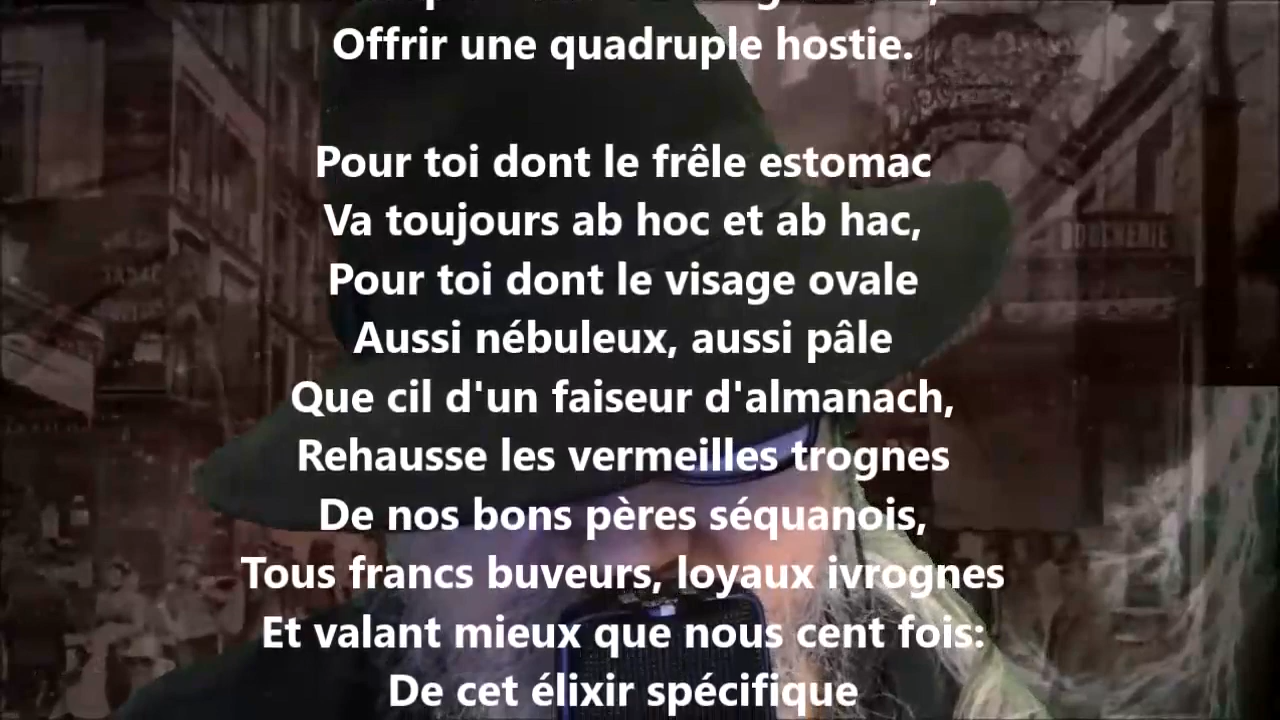 Offrir une quadruple hostie.
Pour toi dont le frêle estomac
Va toujours ab hoc et ab hac,
Pour toi dont le visage ovale
Aussi nébuleux, aussi pâle
Que cil d'un faiseur d'almanach,
Rehausse les vermeilles trognes
De nos bons pères séquanois,
Tous francs buveurs, loyaux ivrognes
Et valant mieux que nous cent fois:
De cet élixir spécifique
BOUCHERIE